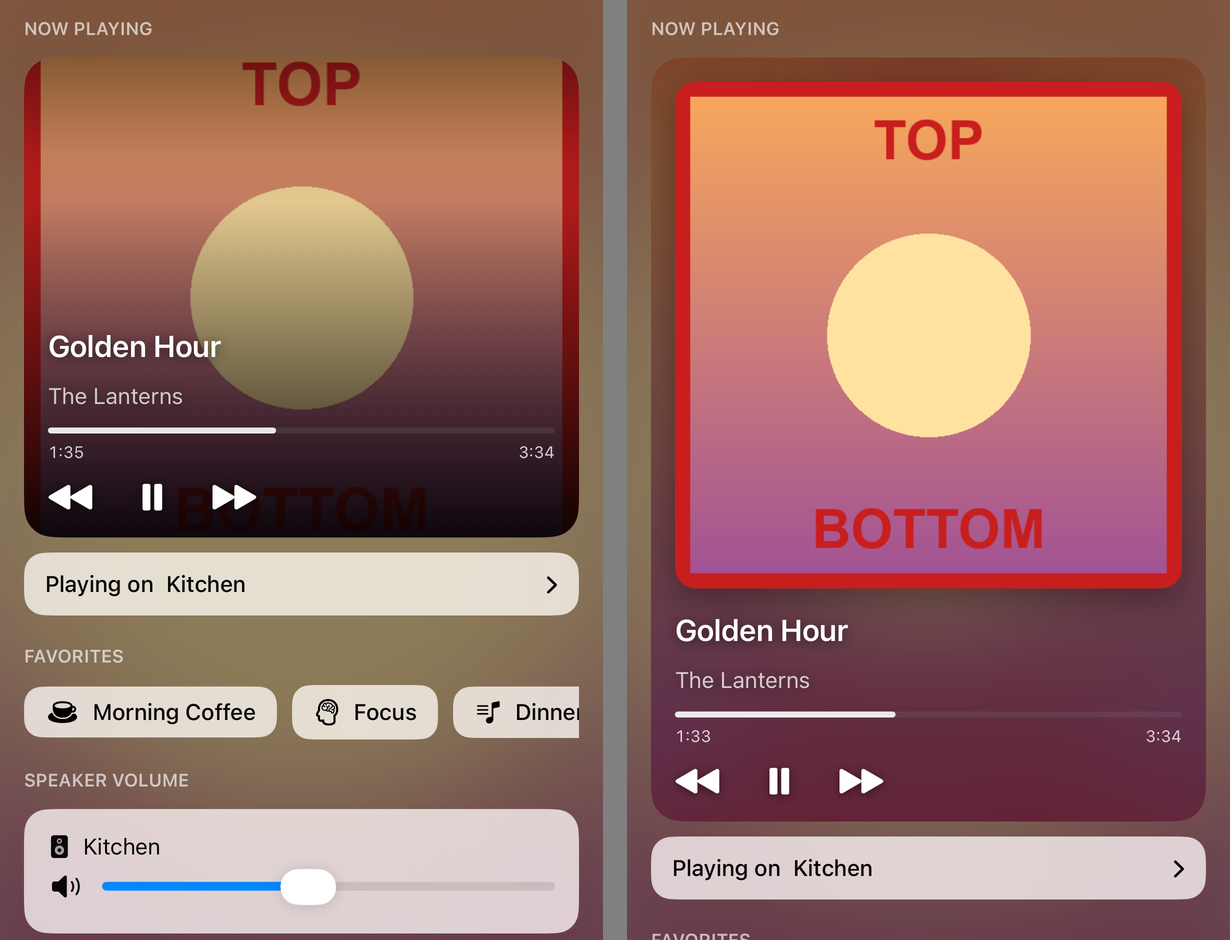 NOW PLAYING
TOP
Golden Hour
The Lanterns
1:35 3:34
BOTTOM
Playing on Kitchen
FAVORITES
Morning Coffee Focus Dinner
SPEAKER VOLUME
Kitchen
NOW PLAYING
TOP
BOTTOM
Golden Hour
The Lanterns
1:33 3:34
Playing on Kitchen
FAVORITES